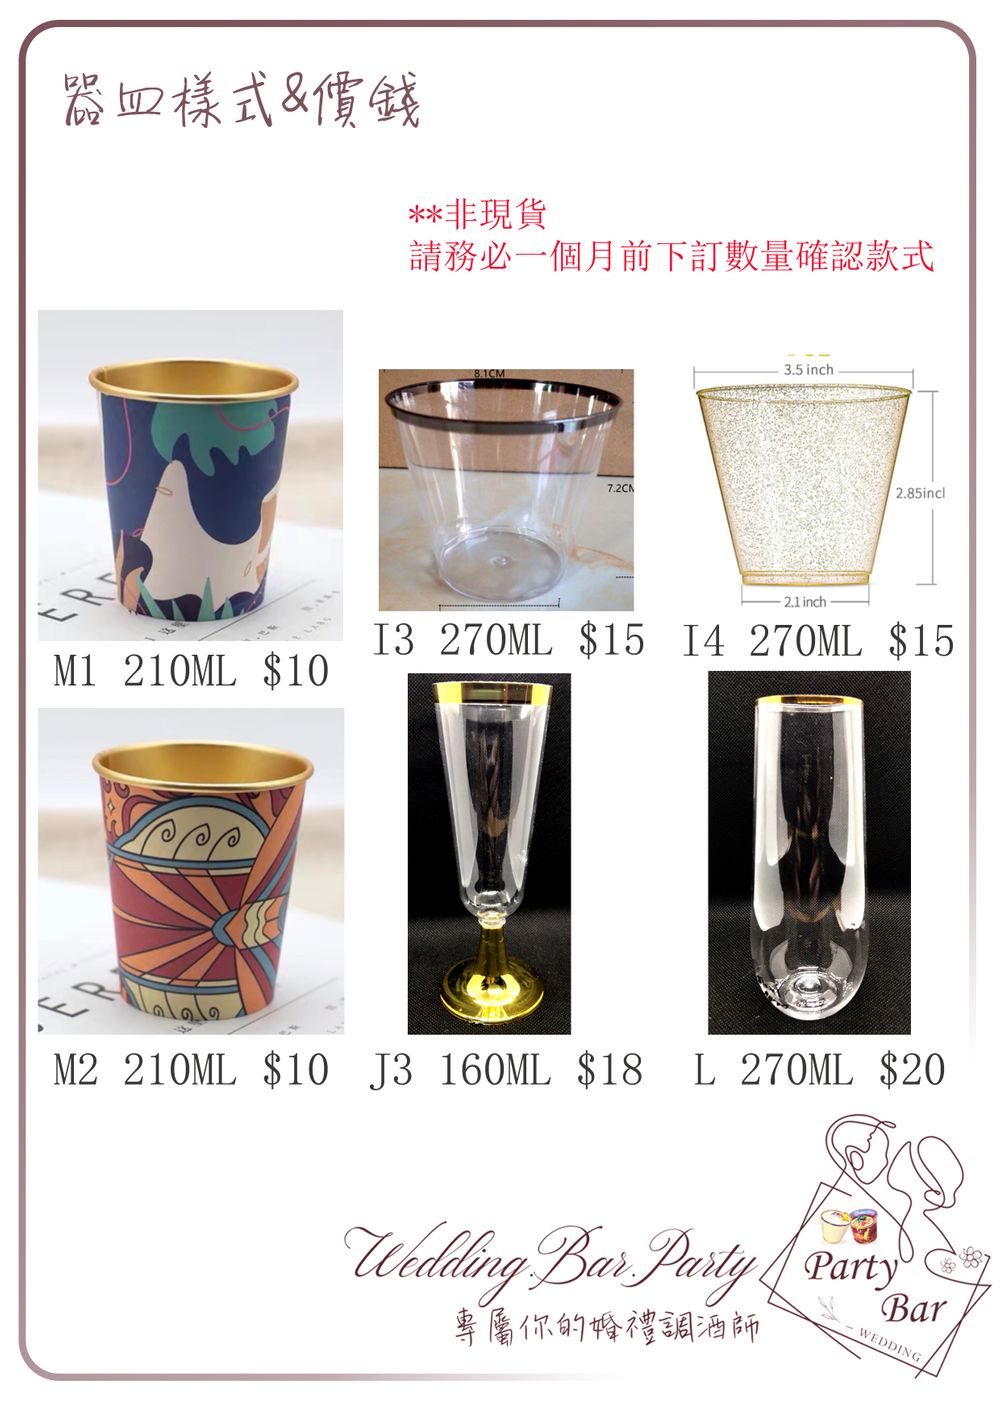 器皿樣式&價錢
**非現貨
請務必一個月前下訂數量確認款式
8.1CM
7.2CM
3.5 inch
2.85incl
2.1 inch
M1 210ML $10
I3 270ML $15
I4 270ML $15
M2 210ML $10
J3 160ML $18
L 270ML $20
Wedding.Bar.Party
專屬你的婚禮調酒師
Party
Bar
WEDDING